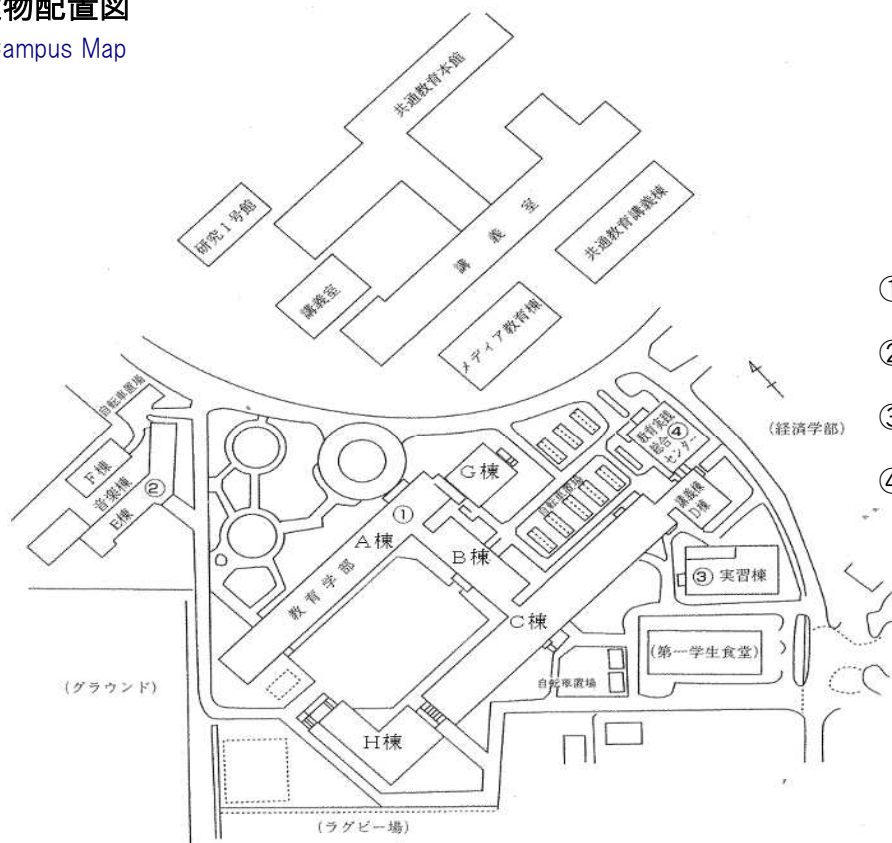 物配置図
Campus Map
共通教育本館
研究1号館
講義室
講義室
共通教育講義棟
メディア教育棟
自転車置場
F棟
音楽棟
E棟
②
G棟
①
A棟
教育学部
B棟
自転車置場
教育実践
総合④
センター
講義棟
D棟
(経済学部)
①
②
③
④
③ 実習棟
C棟
(第一学生食堂)
自転車置場
(グラウンド)
H棟
(ラグビー場)